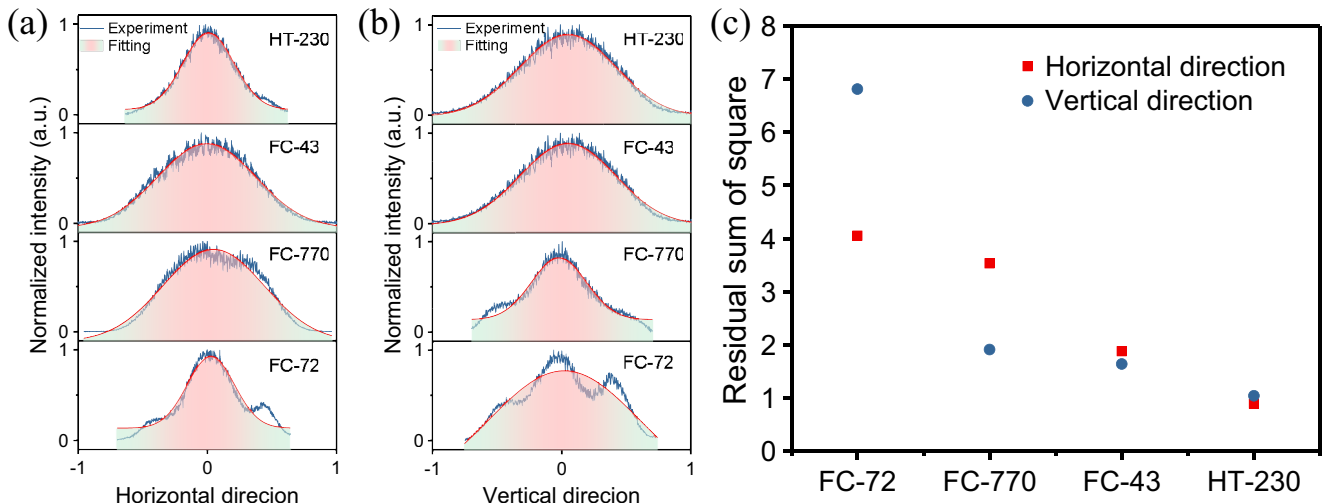 (a)
Experiment
Fitting
HT-230
1
0
FC-43
1
0
FC-770
1
0
FC-72
1
0
-1
0
1
Normalized intensity (a.u.)
Horizontal direcion
(b)
Experiment
Fitting
HT-230
1
0
FC-43
1
0
FC-770
1
0
FC-72
1
0
-1
0
1
Normalized intensity (a.u.)
Vertical direction
(c)
8
7
6
5
4
3
2
1
0
Residual sum of square
Horizontal direction
Vertical direction
FC-72
FC-770
FC-43
HT-230